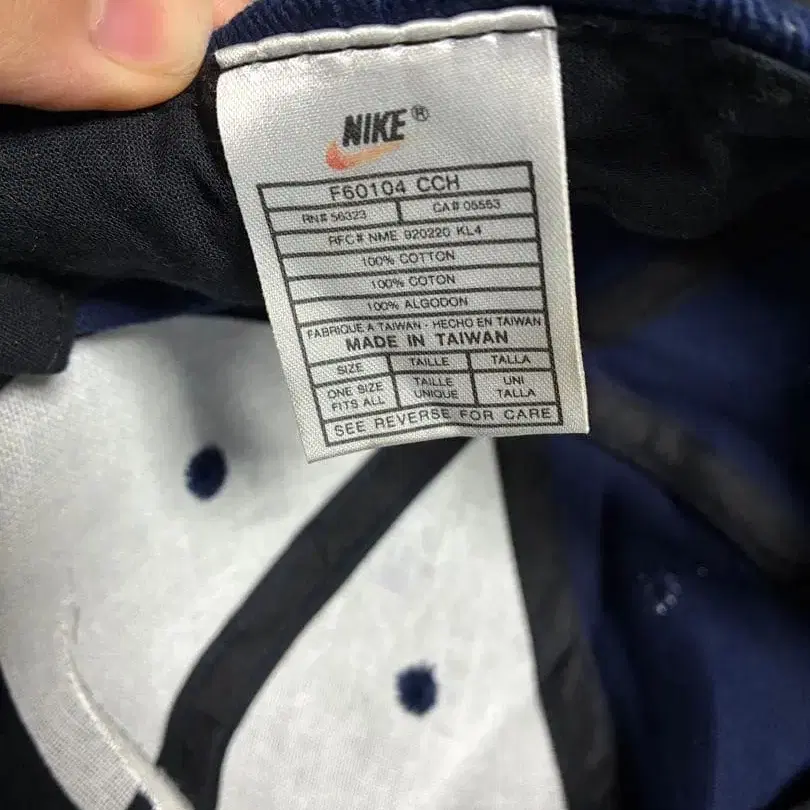 NIKE®
F60104 CCH
RN# 56323 CA# 05553
RFC# NME 920220 KL4
100% COTTON
100% COTON
100% ALGODON
FABRIQUE A TAIWAN - HECHO EN TAIWAN
MADE IN TAIWAN
SIZE TAILLE TALLA
ONE SIZE FITS ALL TAILLE UNIQUE UNI TALLA
SEE REVERSE FOR CARE